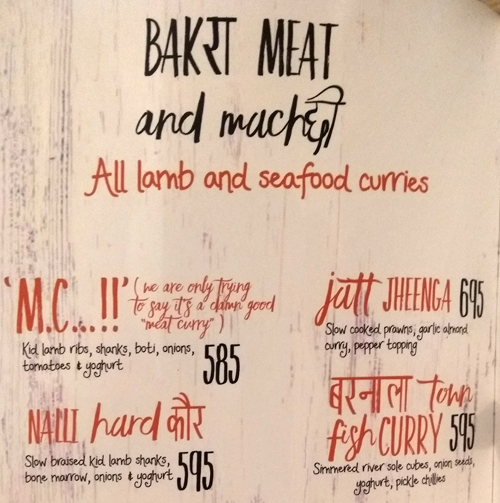 BAKरा MEAT
and machछी
All lamb and seafood curries
'M.C...!!' (we are only trying
to say it's a damn good
"meat curry")
Kid lamb ribs, shanks, boti, onions,
tomatoes & yoghurt 585
NALLI hard कौर
Slow braised kid lamb shanks,
bone marrow, onions & yoghurt 595
jatt JHEENGA 695
Slow cooked prawns, garlic almond
curry, pepper topping
बरनाला Town
fish CURRY 595
Simmered river sole cubes, onion seeds,
yoghurt, pickle chillies